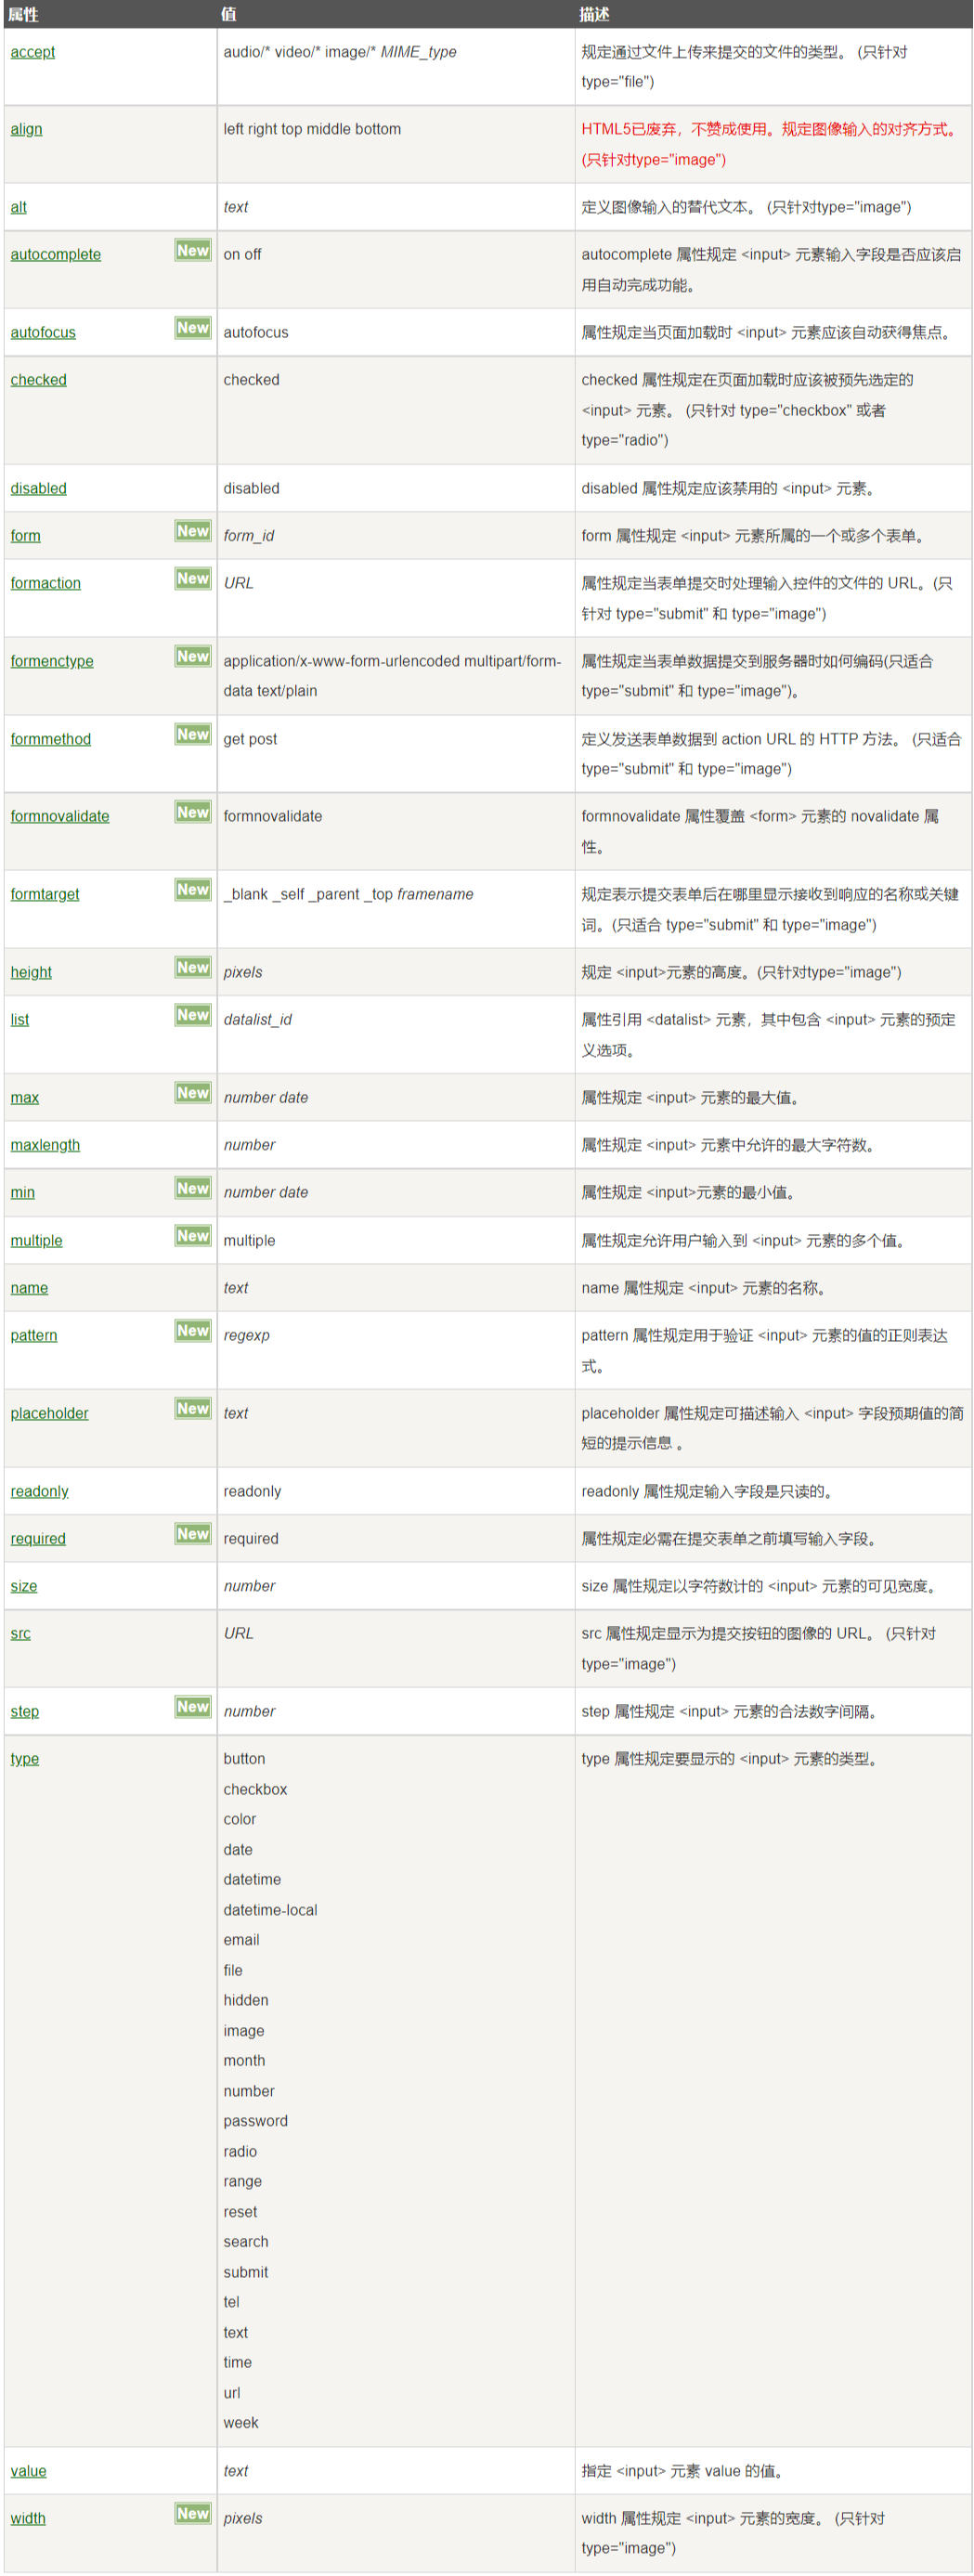 属性 值 描述
accept audio/* video/* image/* MIME_type 规定通过文件上传来提交的文件的类型。 (只针对
type="file")
align left right top middle bottom HTML5已废弃，不赞成使用。规定图像输入的对齐方式。
(只针对type="image")
alt text 定义图像输入的替代文本。 (只针对type="image")
autocomplete New on off autocomplete 属性规定 <input> 元素输入字段是否应该启
用自动完成功能。
autofocus New autofocus 属性规定当页面加载时 <input> 元素应该自动获得焦点。
checked checked checked 属性规定在页面加载时应该被预先选定的
<input> 元素。 (只针对 type="checkbox" 或者
type="radio")
disabled disabled disabled 属性规定应该禁用的 <input> 元素。
form New form_id form 属性规定 <input> 元素所属的一个或多个表单。
formaction New URL 属性规定当表单提交时处理输入控件的文件的 URL。(只
针对 type="submit" 和 type="image")
formenctype New application/x-www-form-urlencoded multipart/form- 属性规定当表单数据提交到服务器时如何编码(只适合
data text/plain type="submit" 和 type="image")。
formmethod New get post 定义发送表单数据到 action URL 的 HTTP 方法。 (只适合
type="submit" 和 type="image")
formnovalidate New formnovalidate formnovalidate 属性覆盖 <form> 元素的 novalidate 属
性。
formtarget New _blank _self _parent _top framename 规定表示提交表单后在哪里显示接收到响应的名称或关键
词。(只适合 type="submit" 和 type="image")
height New pixels 规定 <input>元素的高度。(只针对type="image")
list New datalist_id 属性引用 <datalist> 元素，其中包含 <input> 元素的预定
义选项。
max New number date 属性规定 <input> 元素的最大值。
maxlength number 属性规定 <input> 元素中允许的最大字符数。
min New number date 属性规定 <input>元素的最小值。
multiple New multiple 属性规定允许用户输入到 <input> 元素的多个值。
name text name 属性规定 <input> 元素的名称。
pattern New regexp pattern 属性规定用于验证 <input> 元素的值的正则表达
式。
placeholder New text placeholder 属性规定可描述输入 <input> 字段预期值的简
短的提示信息 。
readonly readonly readonly 属性规定输入字段是只读的。
required New required 属性规定必需在提交表单之前填写输入字段。
size number size 属性规定以字符数计的 <input> 元素的可见宽度。
src URL src 属性规定显示为提交按钮的图像的 URL。 (只针对
type="image")
step New number step 属性规定 <input> 元素的合法数字间隔。
type button type 属性规定要显示的 <input> 元素的类型。
checkbox
color
date
datetime
datetime-local
email
file
hidden
image
month
number
password
radio
range
reset
search
submit
tel
text
time
url
week
value text 指定 <input> 元素 value 的值。
width New pixels width 属性规定 <input> 元素的宽度。 (只针对
type="image")